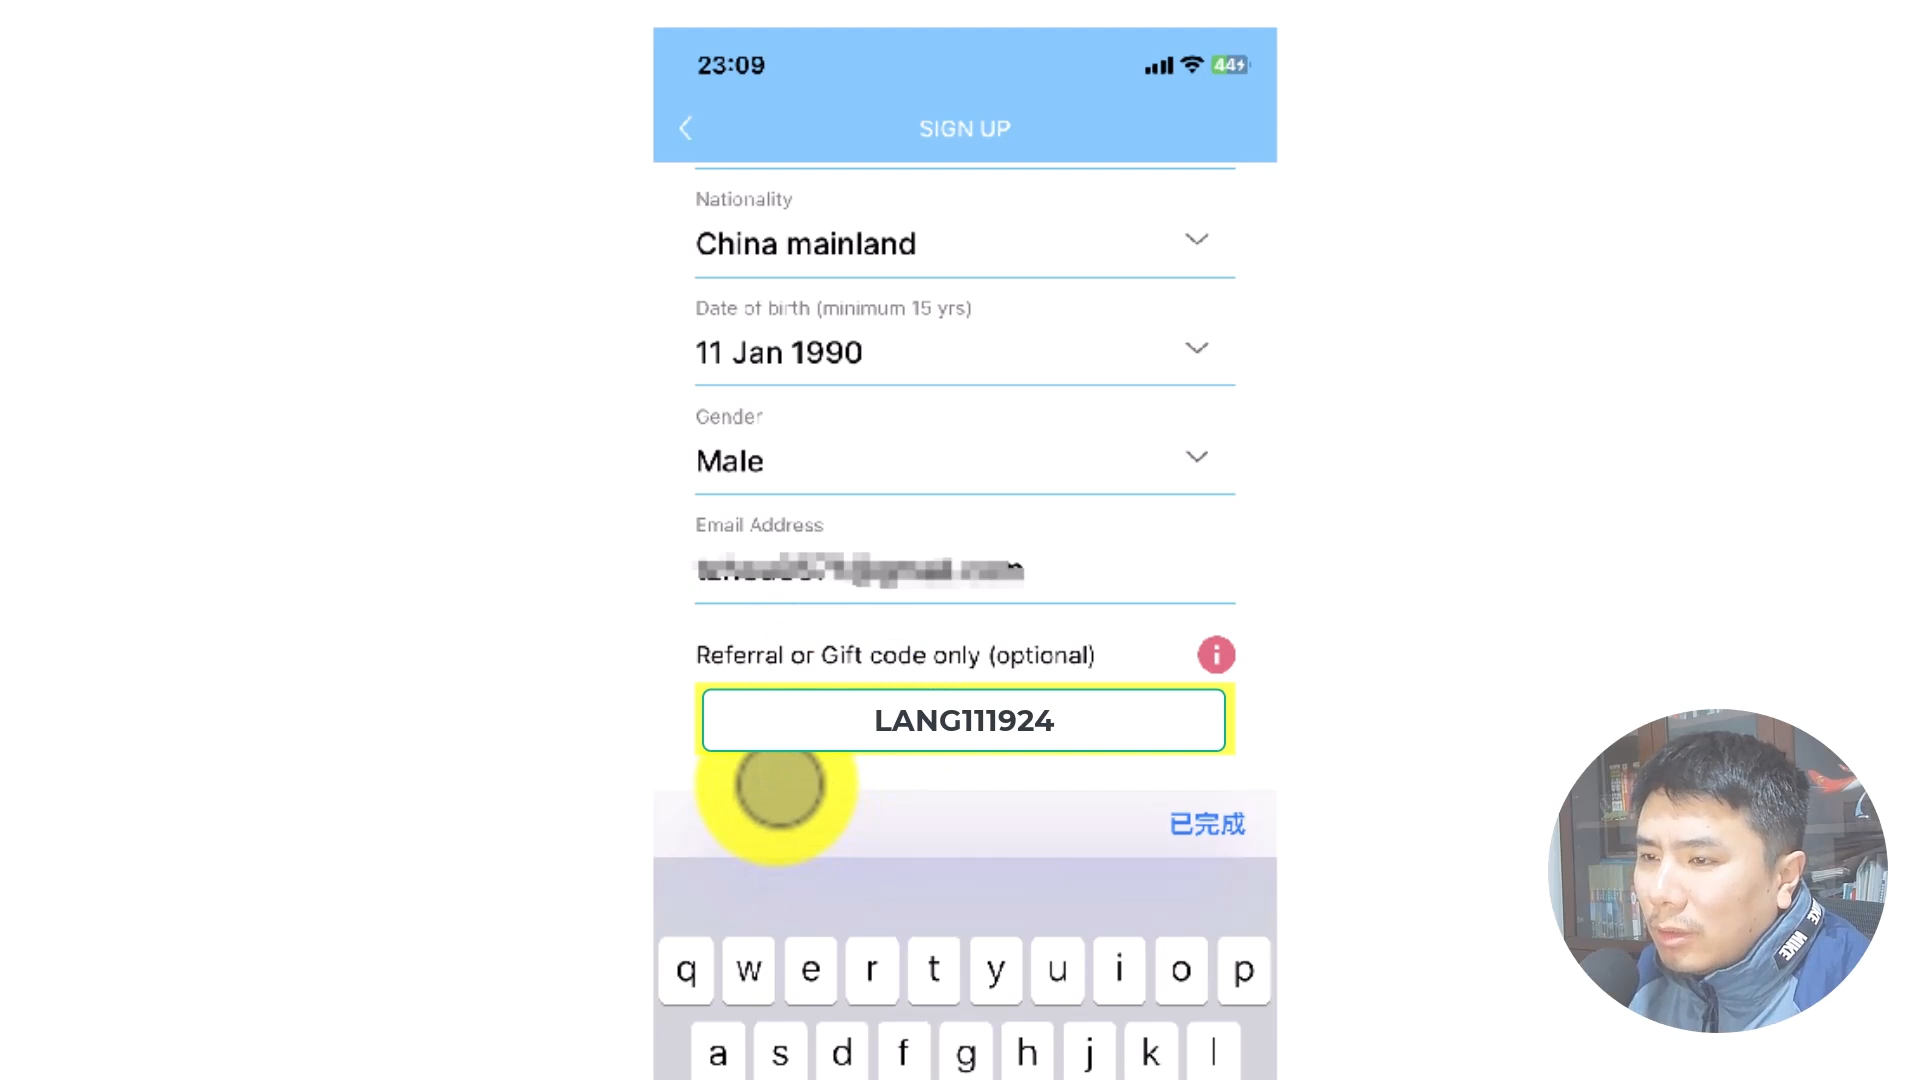 23:09
44
SIGN UP
Nationality
China mainland
Date of birth (minimum 15 yrs)
11 Jan 1990
Gender
Male
Email Address
Referral or Gift code only (optional)
i
LANG111924
已完成
q w e r t y u i o p
a s d f g h j k l
NIKE